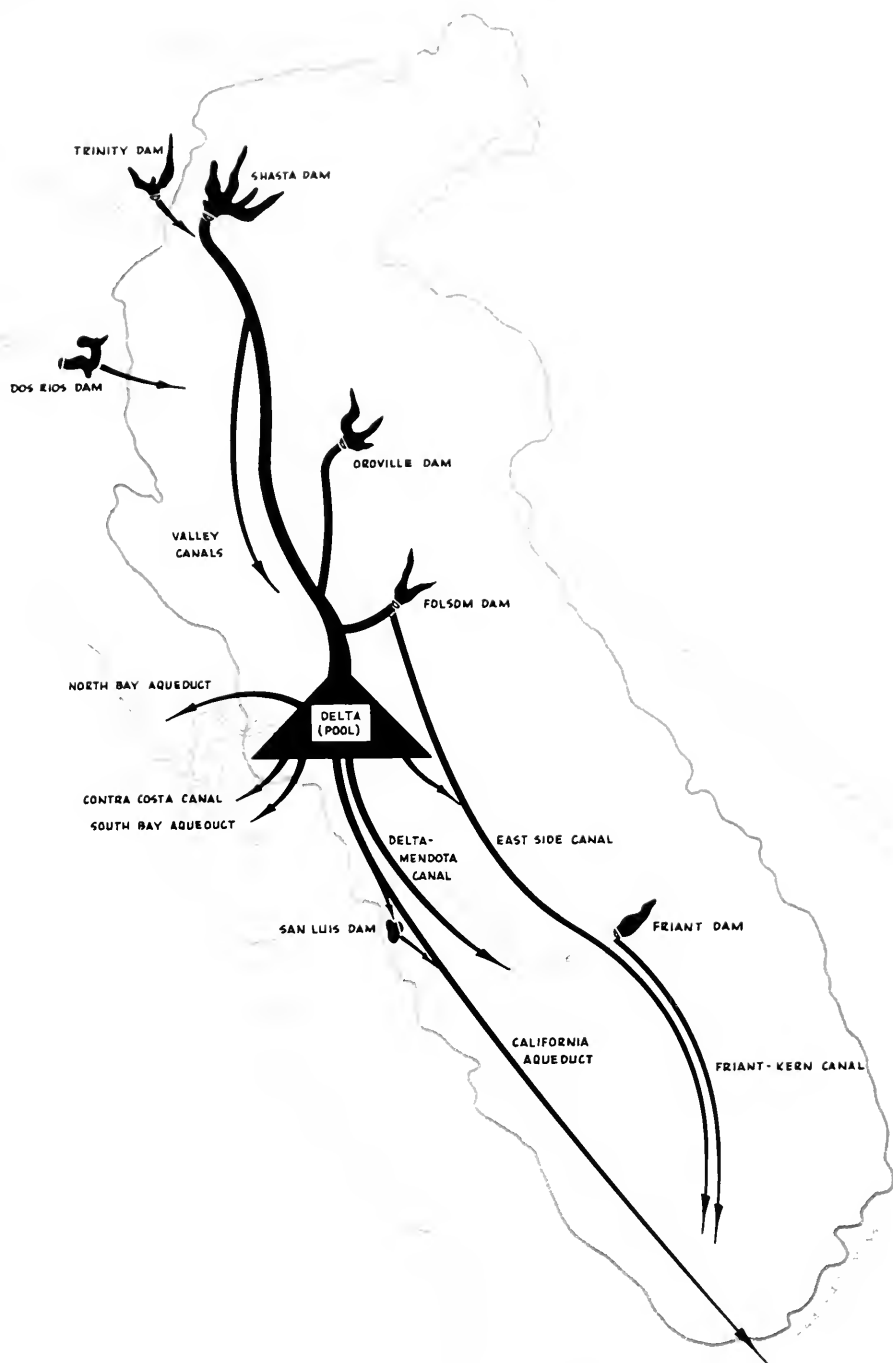 TRINITY DAM
SHASTA DAM
DOS RIOS DAM
OROVILLE DAM
VALLEY
CANALS
FOLSOM DAM
NORTH BAY AQUEDUCT
DELTA
(POOL)
CONTRA COSTA CANAL
SOUTH BAY AQUEDUCT
DELTA-
MENDOTA
CANAL
EAST SIDE CANAL
SAN LUIS DAM
FRIANT DAM
CALIFORNIA
AQUEDUCT
FRIANT-KERN CANAL